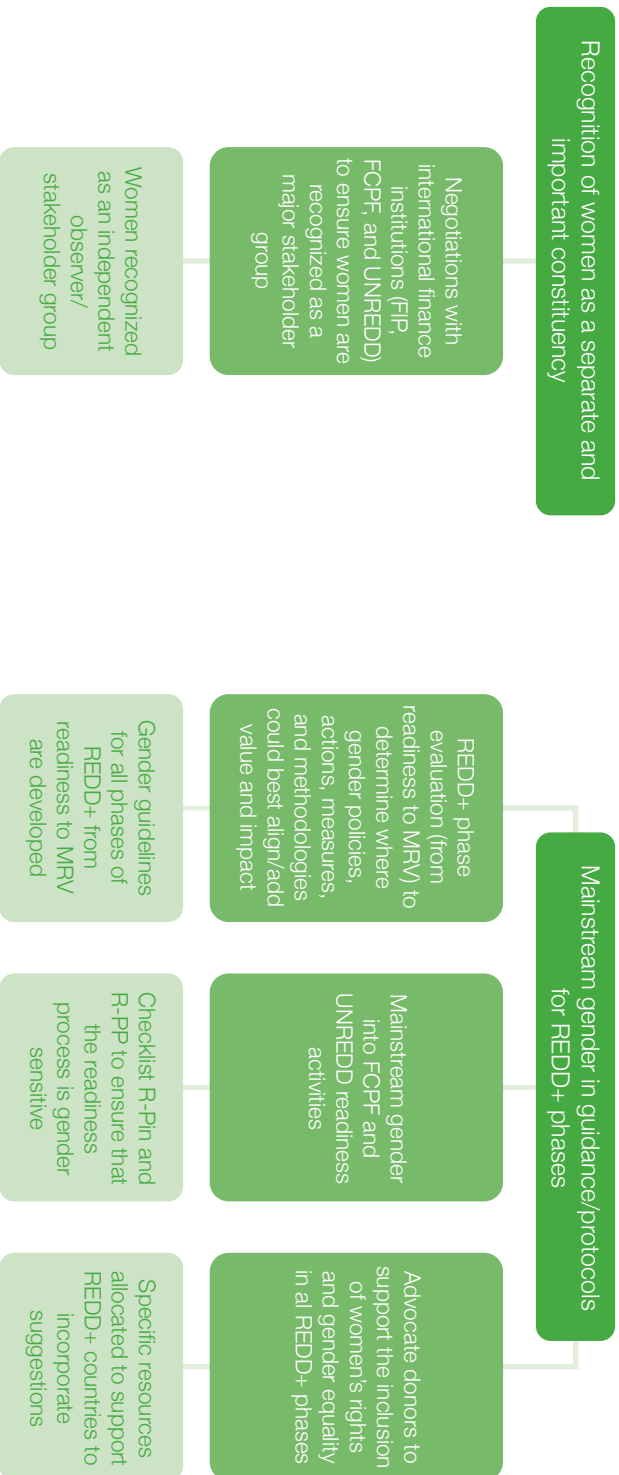 Recognition of women as a separate and
important constituency
Negotiations with
international finance
institutions (FIP,
FCPF, and UNREDD)
to ensure women are
recognized as a
major stakeholder
group
Women recognized
as an independent
observer/
stakeholder group
Mainstream gender in guidance/protocols
for REDD+ phases
REDD+ phase
evaluation (from
readiness to MRV) to
determine where
gender policies,
actions, measures,
and methodologies
could best align/add
value and impact
Gender guidelines
for all phases of
REDD+ from
readiness to MRV
are developed
Mainstream gender
into FCPF and
UNREDD readiness
activities
Checklist R-Pin and
R-PP to ensure that
the readiness
process is gender
sensitive
Advocate donors to
support the inclusion
of women's rights
and gender equality
in al REDD+ phases
Specific resources
allocated to support
REDD+ countries to
incorporate
suggestions